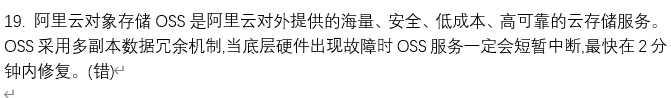 19. 阿里云对象存储 OSS 是阿里云对外提供的海量、安全、低成本、高可靠的云存储服务。
OSS 采用多副本数据冗余机制,当底层硬件出现故障时 OSS 服务一定会短暂中断,最快在 2 分
钟内修复。(错)↵
↵